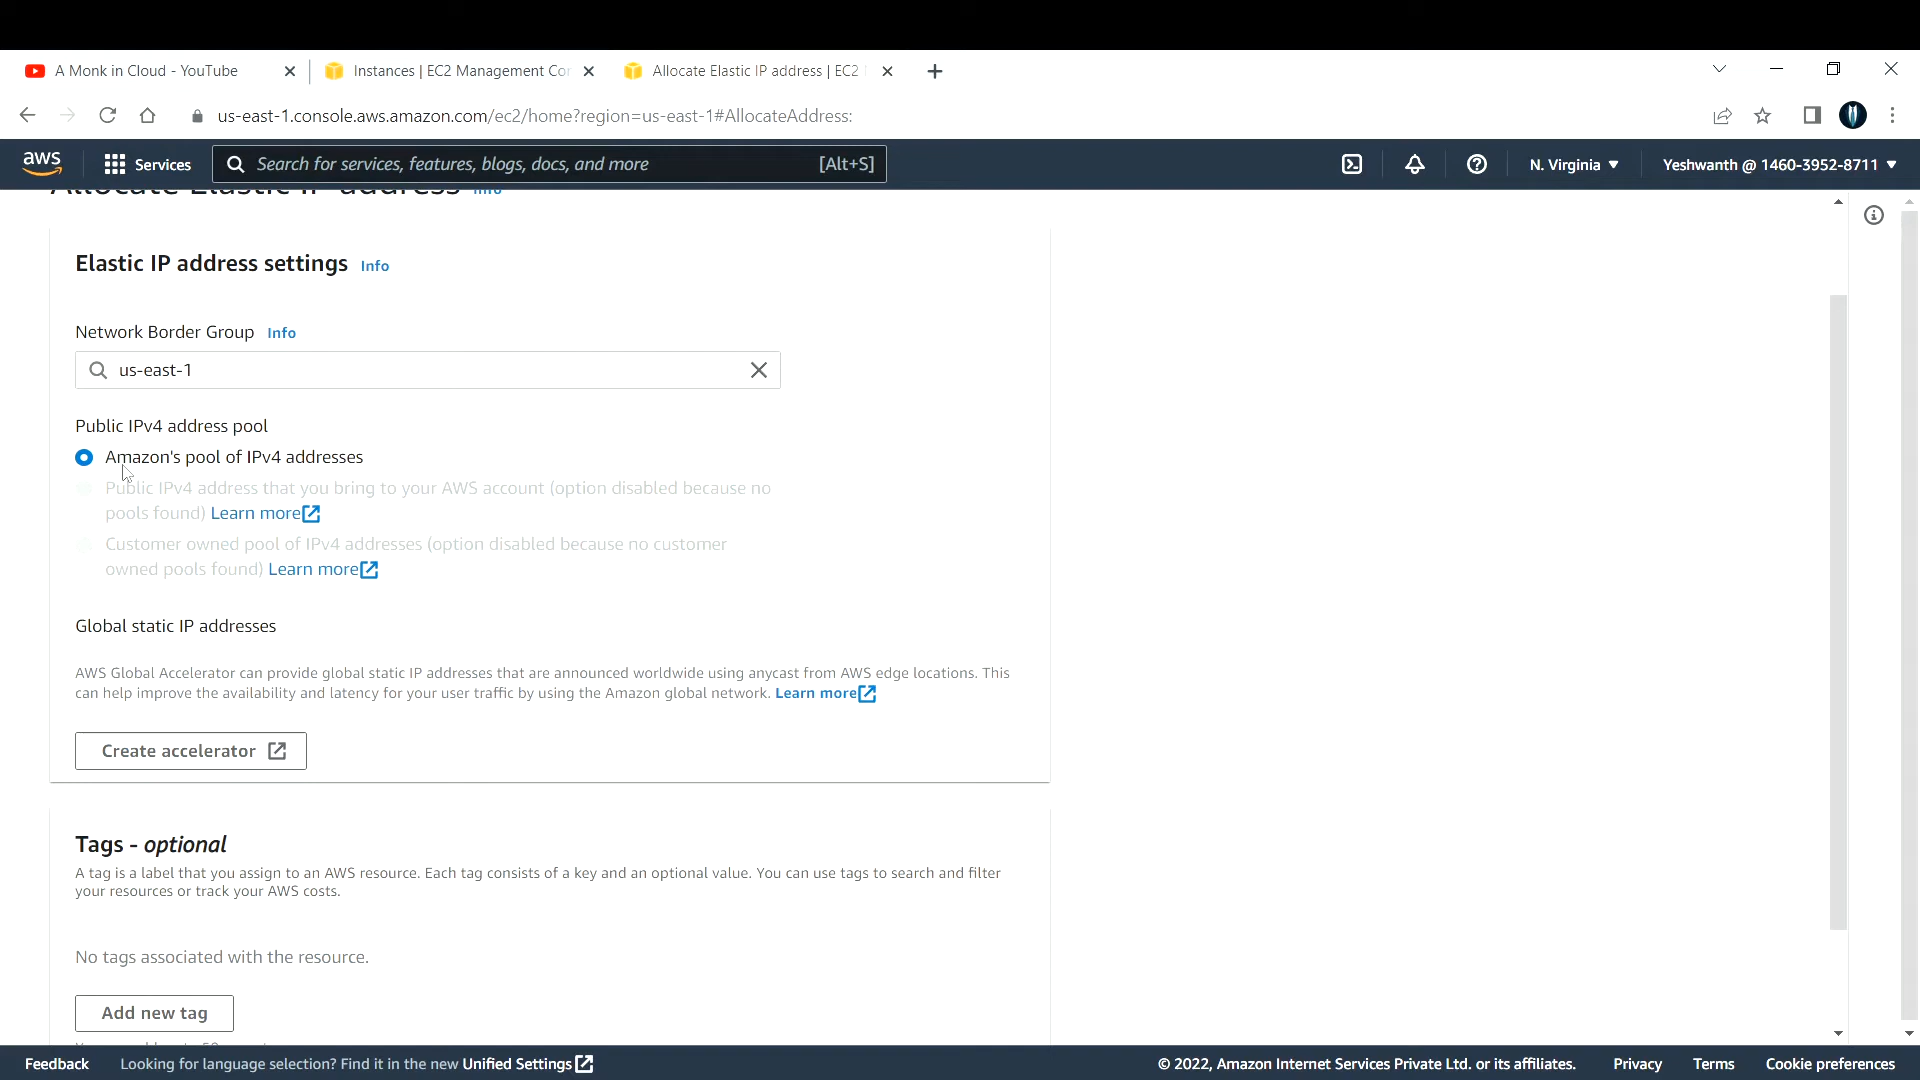 A Monk in Cloud - YouTube
Instances | EC2 Management Con
Allocate Elastic IP address | EC2
us-east-1.console.aws.amazon.com/ec2/home?region=us-east-1#AllocateAddress:
aws
Services
Search for services, features, blogs, docs, and more
[Alt+S]
N. Virginia
Yeshwanth @ 1460-3952-8711
Allocate Elastic IP address Info
Elastic IP address settings Info
Network Border Group Info
us-east-1
Public IPv4 address pool
Amazon's pool of IPv4 addresses
Public IPv4 address that you bring to your AWS account (option disabled because no
pools found) Learn more
Customer owned pool of IPv4 addresses (option disabled because no customer
owned pools found) Learn more
Global static IP addresses
AWS Global Accelerator can provide global static IP addresses that are announced worldwide using anycast from AWS edge locations. This
can help improve the availability and latency for your user traffic by using the Amazon global network. Learn more
Create accelerator
Tags - optional
A tag is a label that you assign to an AWS resource. Each tag consists of a key and an optional value. You can use tags to search and filter
your resources or track your AWS costs.
No tags associated with the resource.
Add new tag
Feedback
Looking for language selection? Find it in the new Unified Settings
© 2022, Amazon Internet Services Private Ltd. or its affiliates.
Privacy
Terms
Cookie preferences